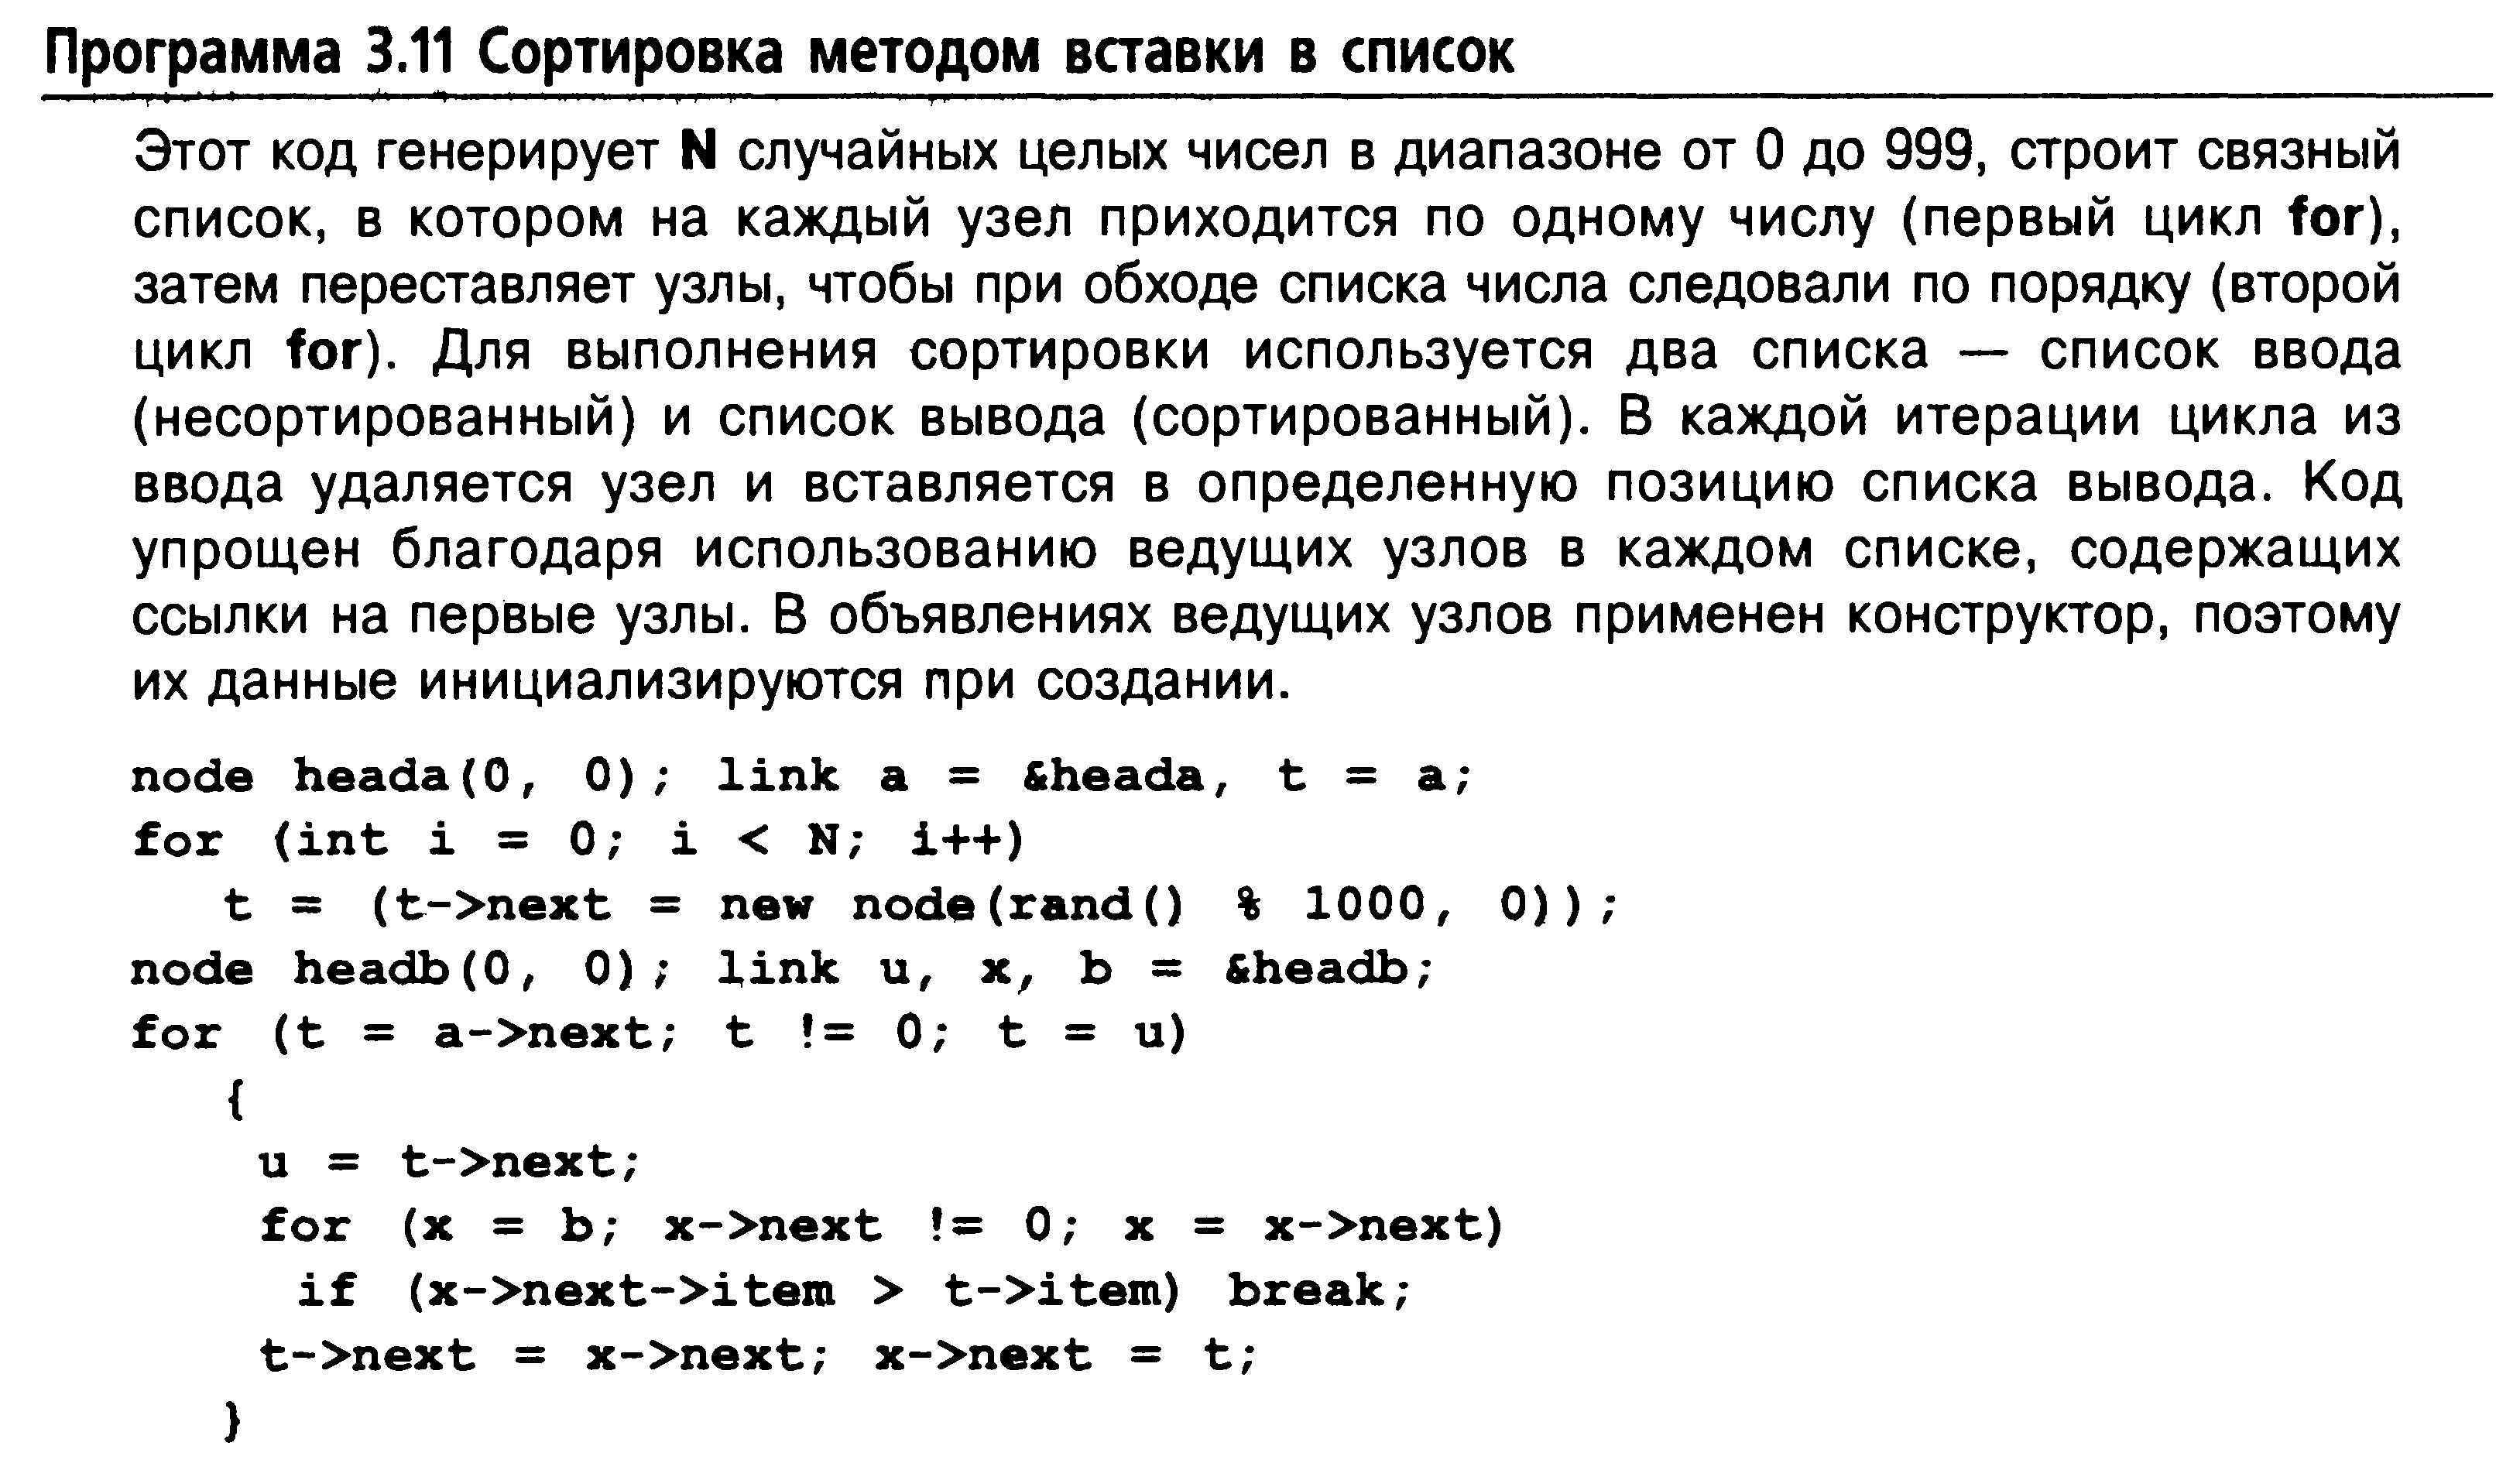 Программа 3.11 Сортировка методом вставки в список
Этот код генерирует N случайных целых чисел в диапазоне от 0 до 999, строит связный
список, в котором на каждый узел приходится по одному числу (первый цикл for),
затем переставляет узлы, чтобы при обходе списка числа следовали по порядку (второй
цикл for). Для выполнения сортировки используется два списка — список ввода
(несортированный) и список вывода (сортированный). В каждой итерации цикла из
ввода удаляется узел и вставляется в определенную позицию списка вывода. Код
упрощен благодаря использованию ведущих узлов в каждом списке, содержащих
ссылки на первые узлы. В объявлениях ведущих узлов применен конструктор, поэтому
их данные инициализируются при создании.
node heada(0, 0); link a = &heada, t = a;
for (int i = 0; i < N; i++)
t = (t->next = new node(rand() % 1000, 0));
node headb(0, 0); link u, x, b = &headb;
for (t = a->next; t != 0; t = u)
{
u = t->next;
for (x = b; x->next != 0; x = x->next)
if (x->next->item > t->item) break;
t->next = x->next; x->next = t;
}